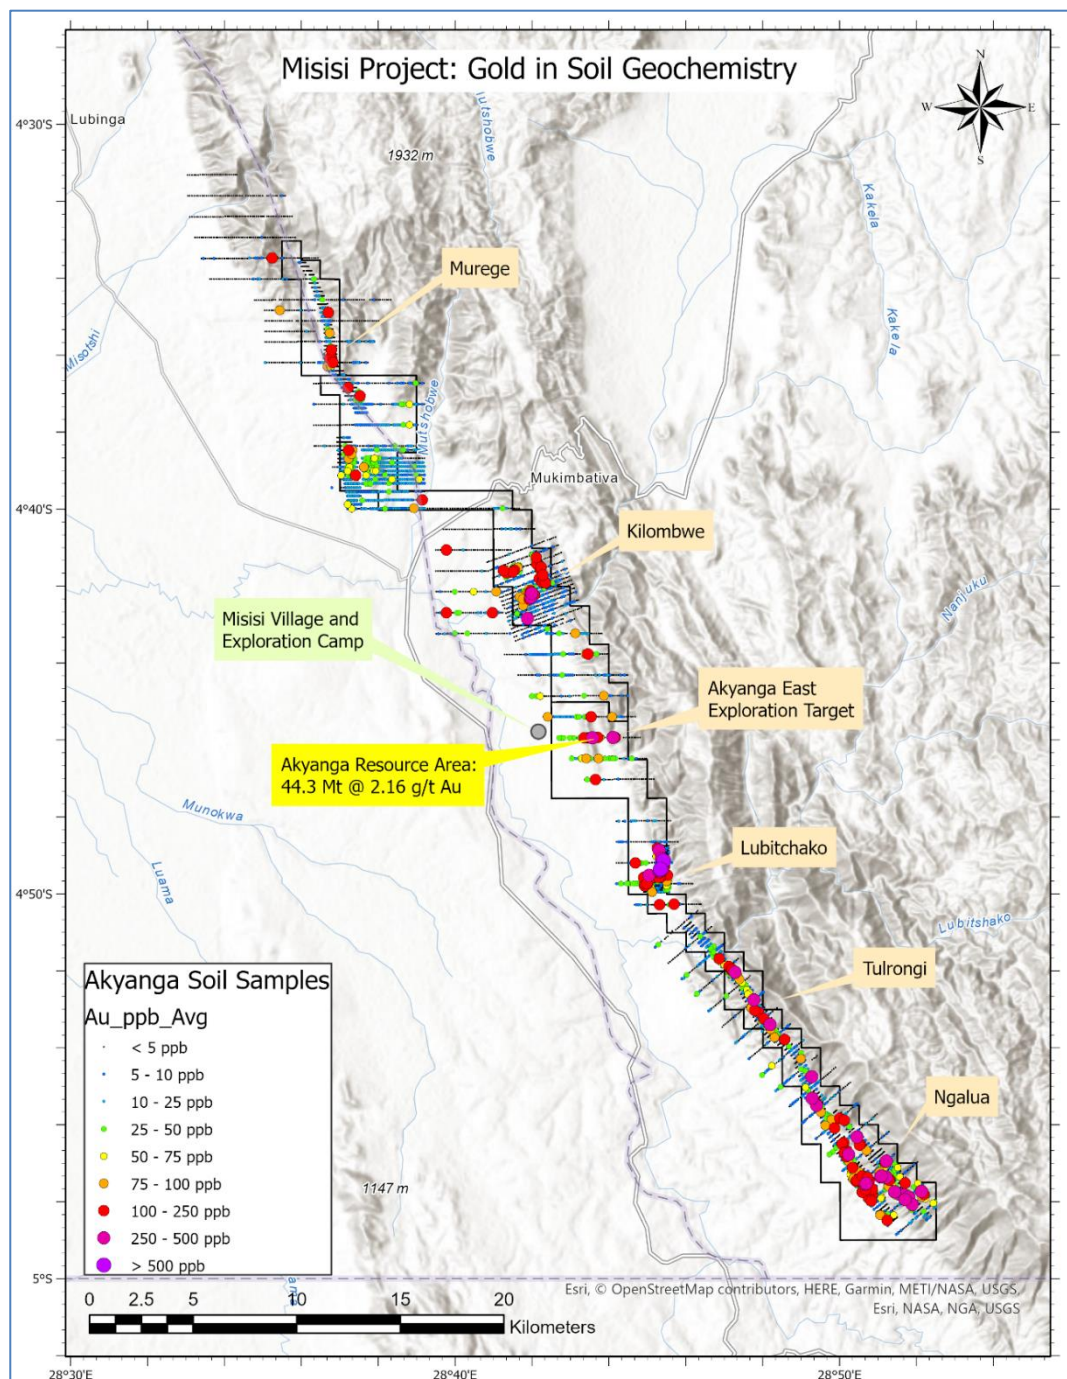 Misisi Project: Gold in Soil Geochemistry
N
W
E
S
4°30'
Lubinga
1932 m
Kakela
Murege
Kakela
Misotshi
Mutshobwe
Mukimbativa
4°40'
Kilombwe
Nanjuku
Misisi Village and
Exploration Camp
Akyanga East
Exploration Target
Akyanga Resource Area:
44.3 Mt @ 2.16 g/t Au
Munokwa
Luama
Lubitchako
4°50'
Lubitshako
Tulrongi
Akyanga Soil Samples
Au_ppb_Avg
< 5 ppb
5 - 10 ppb
10 - 25 ppb
25 - 50 ppb
50 - 75 ppb
75 - 100 ppb
100 - 250 ppb
250 - 500 ppb
> 500 ppb
Ngalua
1147 m
5°S
Esri, © OpenStreetMap contributors, HERE, Garmin, METI/NASA, USGS,
Esri, NASA, NGA, USGS
0 2.5 5 10 15 20
Kilometers
28°30'E
28°40'E
28°50'E